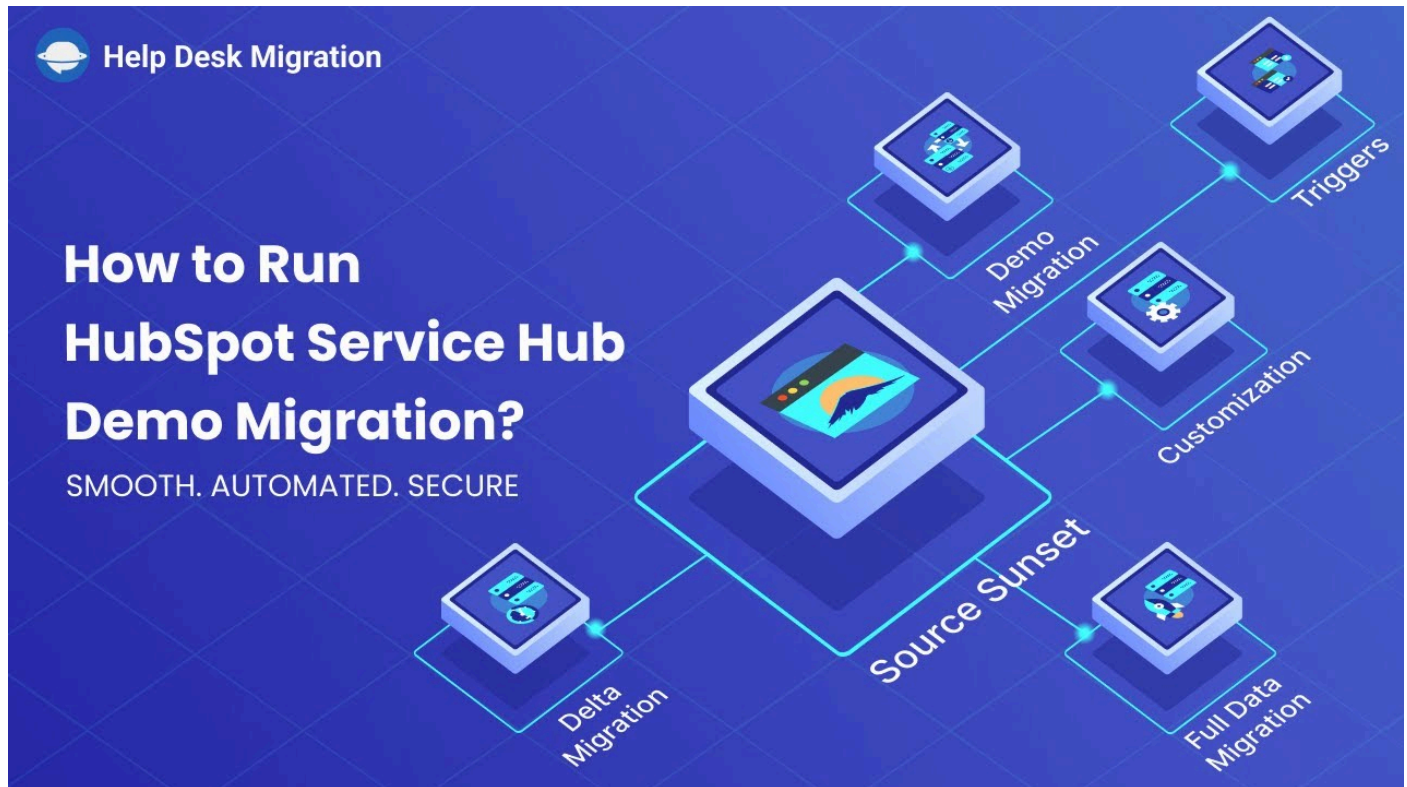 Help Desk Migration
How to Run
HubSpot Service Hub
Demo Migration?
SMOOTH. AUTOMATED. SECURE
Triggers
Demo
Migration
Customization
Source Sunset
Delta
Migration
Full Data
Migration